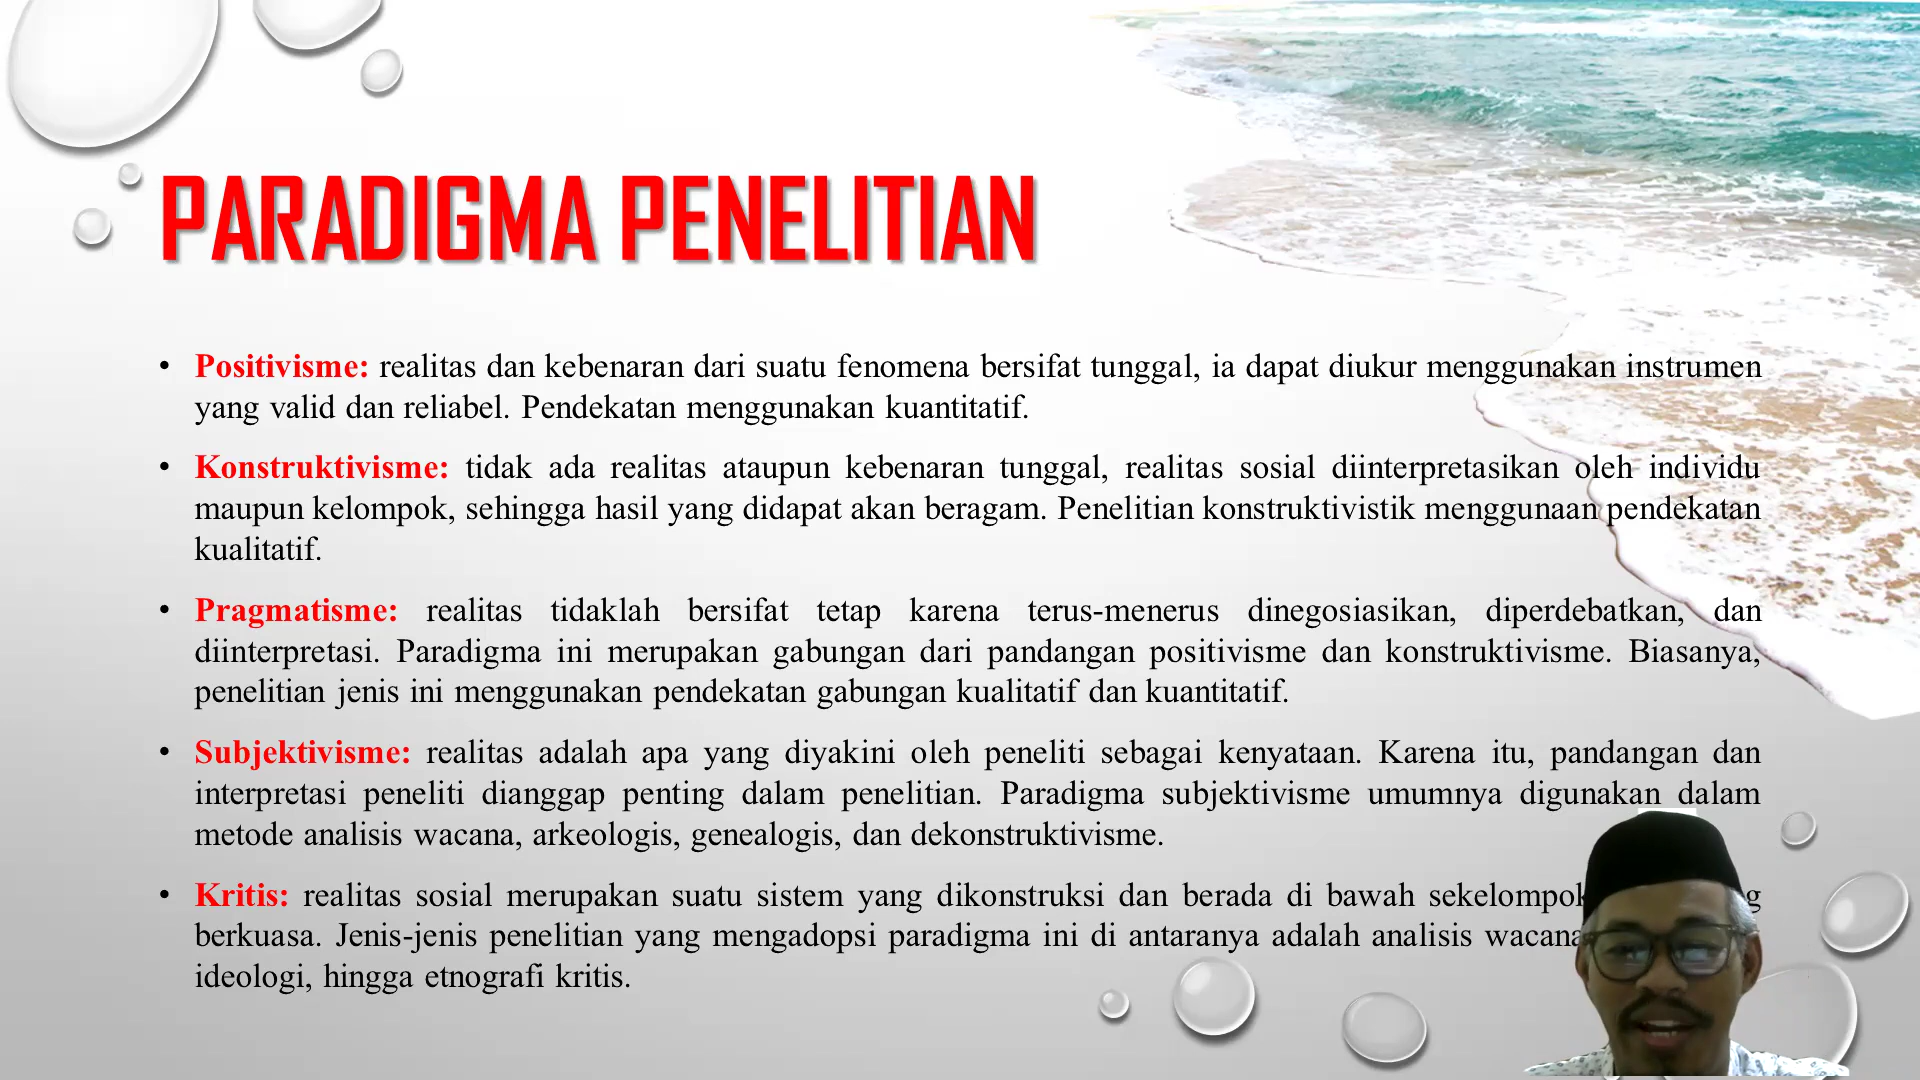 PARADIGMA PENELITIAN
• Positivisme: realitas dan kebenaran dari suatu fenomena bersifat tunggal, ia dapat diukur menggunakan instrumen
yang valid dan reliabel. Pendekatan menggunakan kuantitatif.
• Konstruktivisme: tidak ada realitas ataupun kebenaran tunggal, realitas sosial diinterpretasikan oleh individu
maupun kelompok, sehingga hasil yang didapat akan beragam. Penelitian konstruktivistik menggunaan pendekatan
kualitatif.
• Pragmatisme: realitas tidaklah bersifat tetap karena terus-menerus dinegosiasikan, diperdebatkan, dan
diinterpretasi. Paradigma ini merupakan gabungan dari pandangan positivisme dan konstruktivisme. Biasanya,
penelitian jenis ini menggunakan pendekatan gabungan kualitatif dan kuantitatif.
• Subjektivisme: realitas adalah apa yang diyakini oleh peneliti sebagai kenyataan. Karena itu, pandangan dan
interpretasi peneliti dianggap penting dalam penelitian. Paradigma subjektivisme umumnya digunakan dalam
metode analisis wacana, arkeologis, genealogis, dan dekonstruktivisme.
• Kritis: realitas sosial merupakan suatu sistem yang dikonstruksi dan berada di bawah sekelompok
berkuasa. Jenis-jenis penelitian yang mengadopsi paradigma ini di antaranya adalah analisis wacana
ideologi, hingga etnografi kritis.